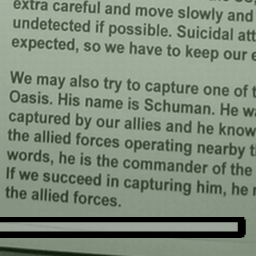 extra careful and move slowly and
undetected if possible. Suicidal att
expected, so we have to keep our e
We may also try to capture one of t
Oasis. His name is Schuman. He wa
captured by our allies and he know
the allied forces operating nearby t
words, he is the commander of the
If we succeed in capturing him, he r
the allied forces.